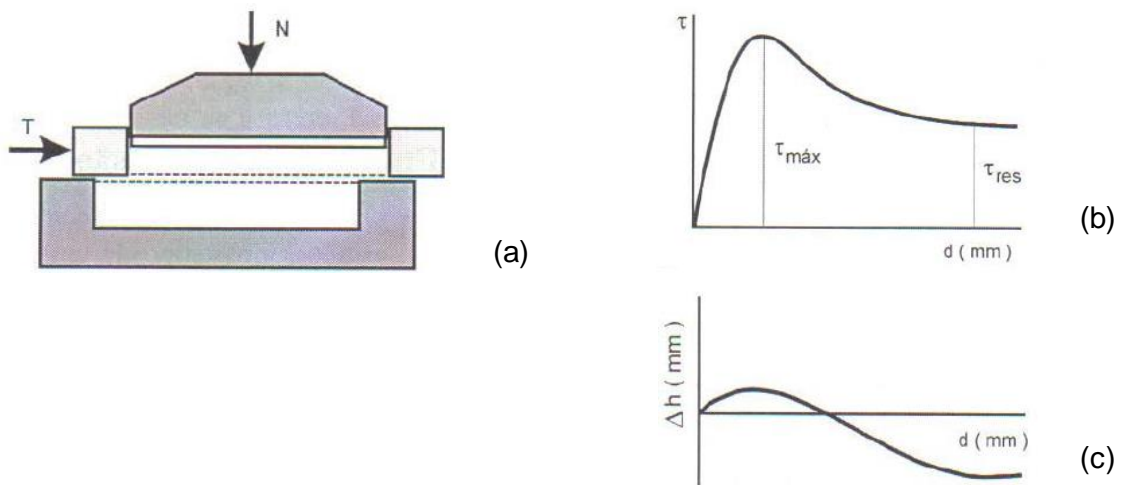 N
T
(a)
τ
τmáx
τres
d ( mm )
(b)
Δ h ( mm )
d ( mm )
(c)